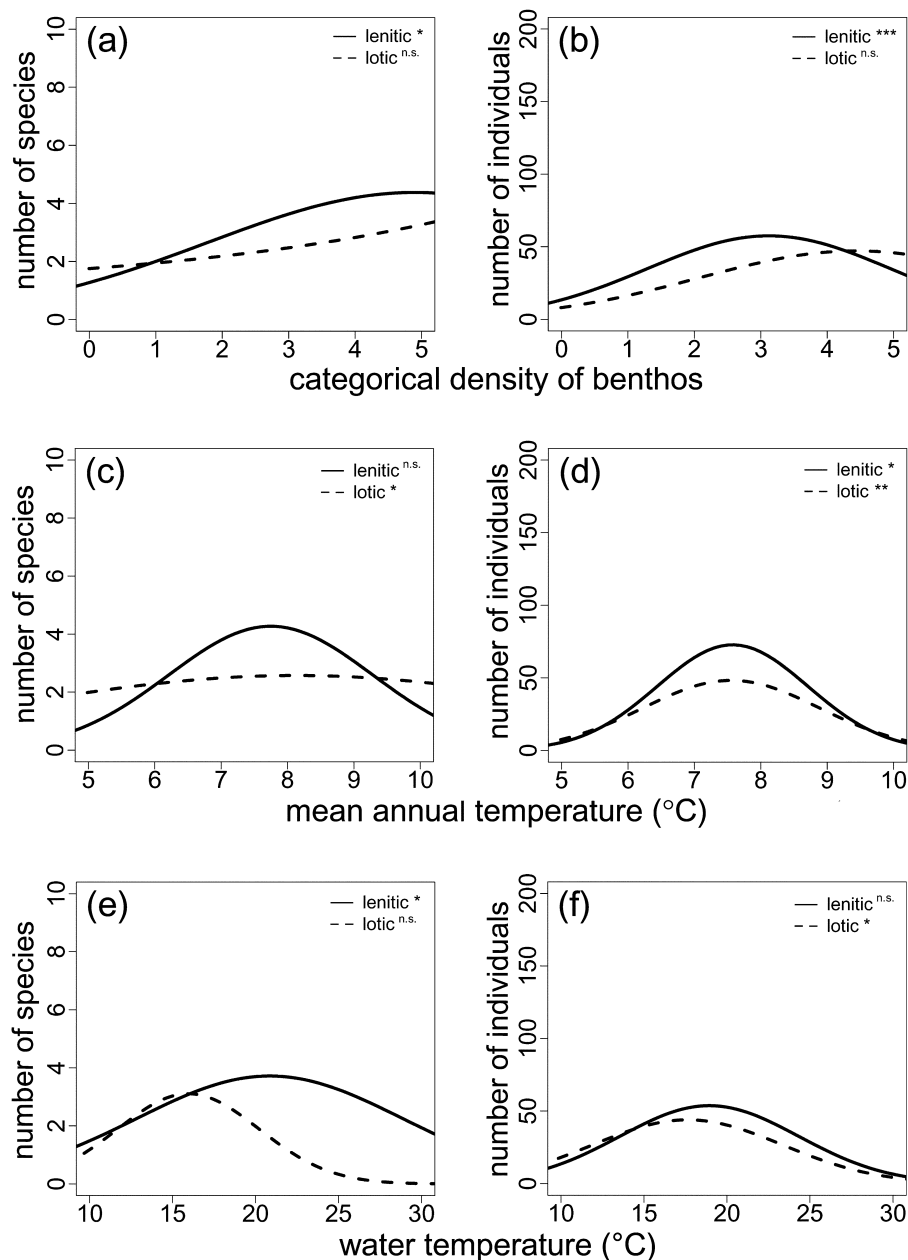 (a)
lenitic *
lotic n.s.
number of species
0 2 4 6 8 10
0 1 2 3 4 5
(b)
lenitic ***
lotic n.s.
number of individuals
0 50 100 150 200
0 1 2 3 4 5
categorical density of benthos
(c)
lenitic n.s.
lotic *
number of species
0 2 4 6 8 10
5 6 7 8 9 10
(d)
lenitic *
lotic **
number of individuals
0 50 100 150 200
5 6 7 8 9 10
mean annual temperature (°C)
(e)
lenitic *
lotic n.s.
number of species
0 2 4 6 8 10
10 15 20 25 30
(f)
lenitic n.s.
lotic *
number of individuals
0 50 100 150 200
10 15 20 25 30
water temperature (°C)